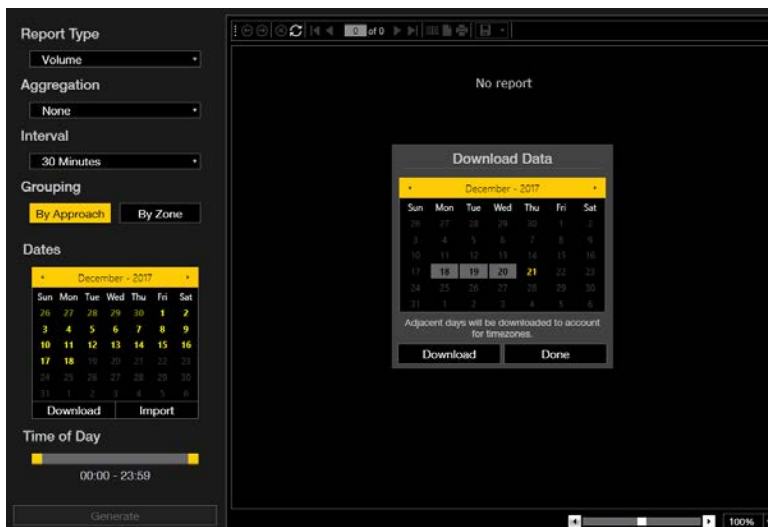 Report Type
Volume
Aggregation
None
Interval
30 Minutes
Grouping
By Approach By Zone
Dates
December - 2017
Sun Mon Tue Wed Thu Fri Sat
26 27 28 29 30 1 2
3 4 5 6 7 8 9
10 11 12 13 14 15 16
17 18 19 20 21 22 23
24 25 26 27 28 29 30
31 1 2 3 4 5 6
Download Import
Time of Day
00:00 - 23:59
Generate
0 of 0
No report
Download Data
December - 2017
Sun Mon Tue Wed Thu Fri Sat
26 27 28 29 30 1 2
3 4 5 6 7 8 9
10 11 12 13 14 15 16
17 18 19 20 21 22 23
24 25 26 27 28 29 30
31 1 2 3 4 5 6
Adjacent days will be downloaded to account
for timezones.
Download Done
100%